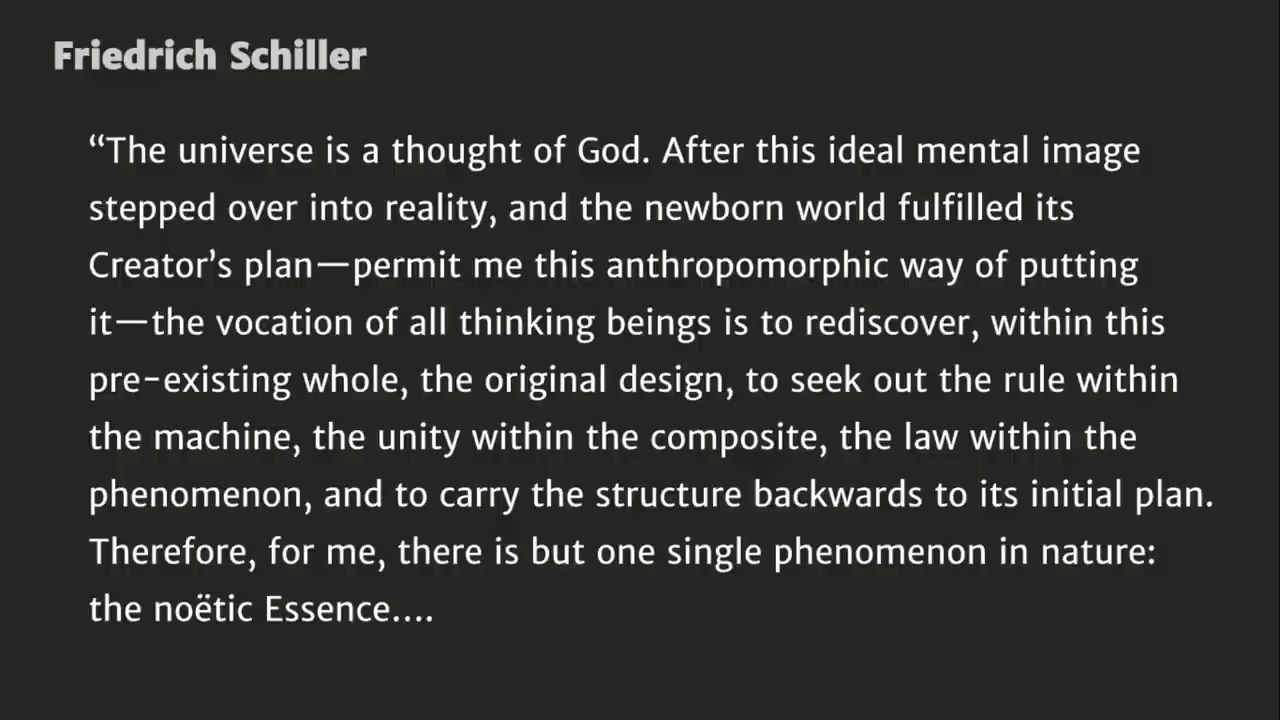 Friedrich Schiller
“The universe is a thought of God. After this ideal mental image
stepped over into reality, and the newborn world fulfilled its
Creator’s plan—permit me this anthropomorphic way of putting
it—the vocation of all thinking beings is to rediscover, within this
pre-existing whole, the original design, to seek out the rule within
the machine, the unity within the composite, the law within the
phenomenon, and to carry the structure backwards to its initial plan.
Therefore, for me, there is but one single phenomenon in nature:
the noëtic Essence....